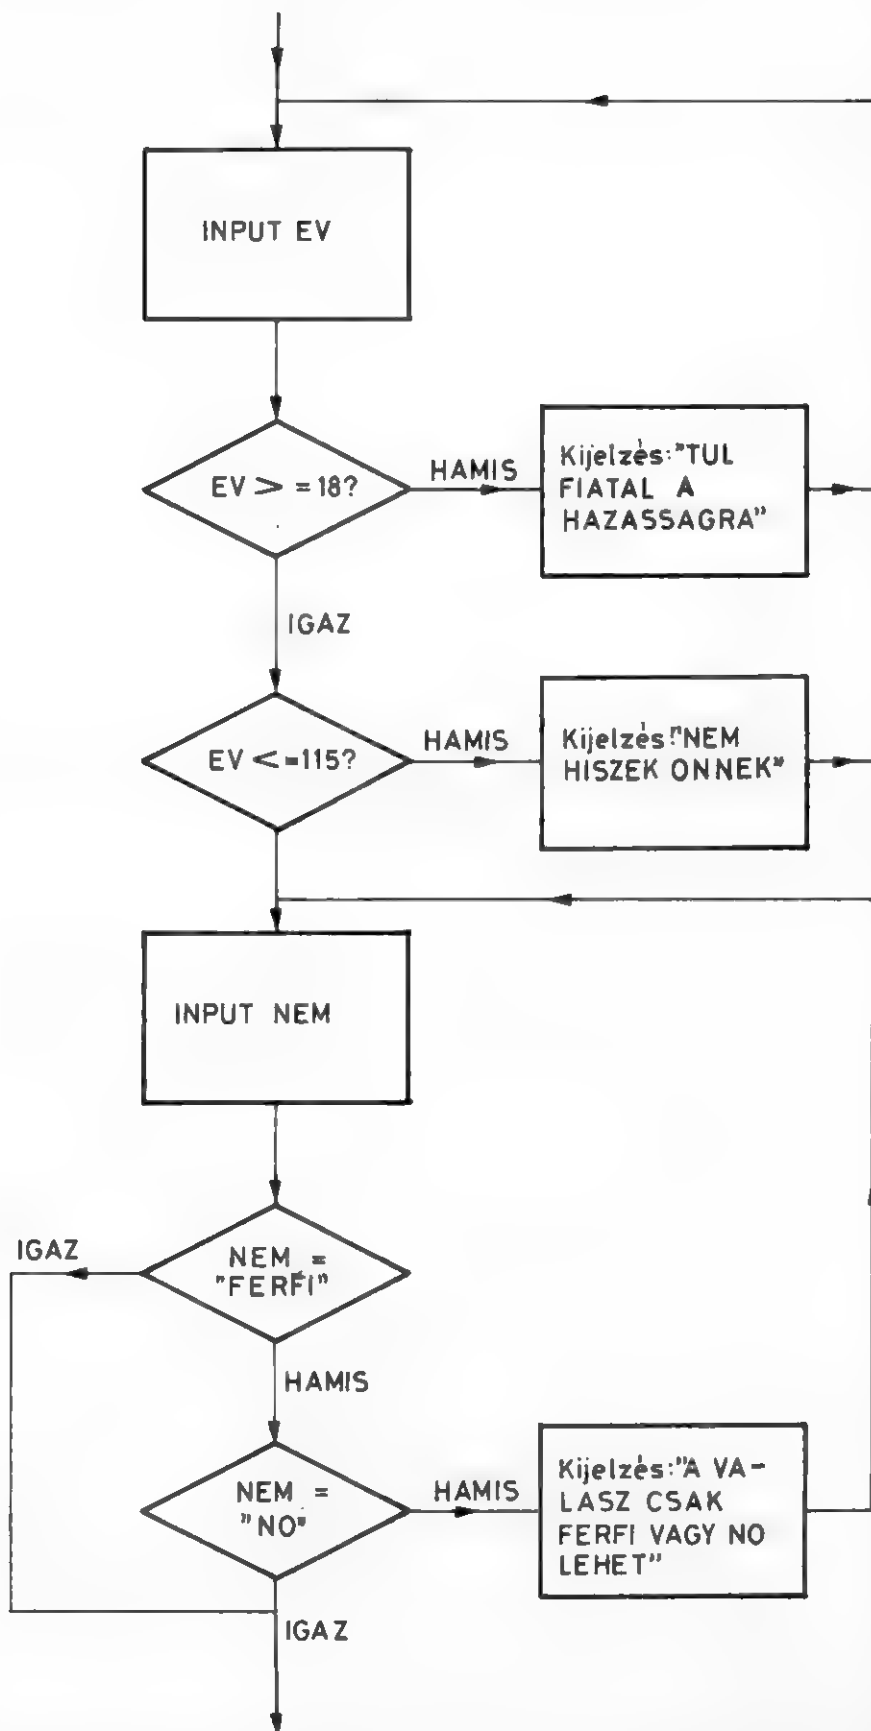 INPUT EV
EV > = 18?
HAMIS
Kijelzés: "TUL
FIATAL A
HAZASSAGRA"
IGAZ
EV < = 115?
HAMIS
Kijelzés: "NEM
HISZEK ONNEK"
INPUT NEM
IGAZ
NEM =
"FERFI"
HAMIS
NEM =
"NO"
HAMIS
Kijelzés: "A VA-
LASZ CSAK
FERFI VAGY NO
LEHET"
IGAZ